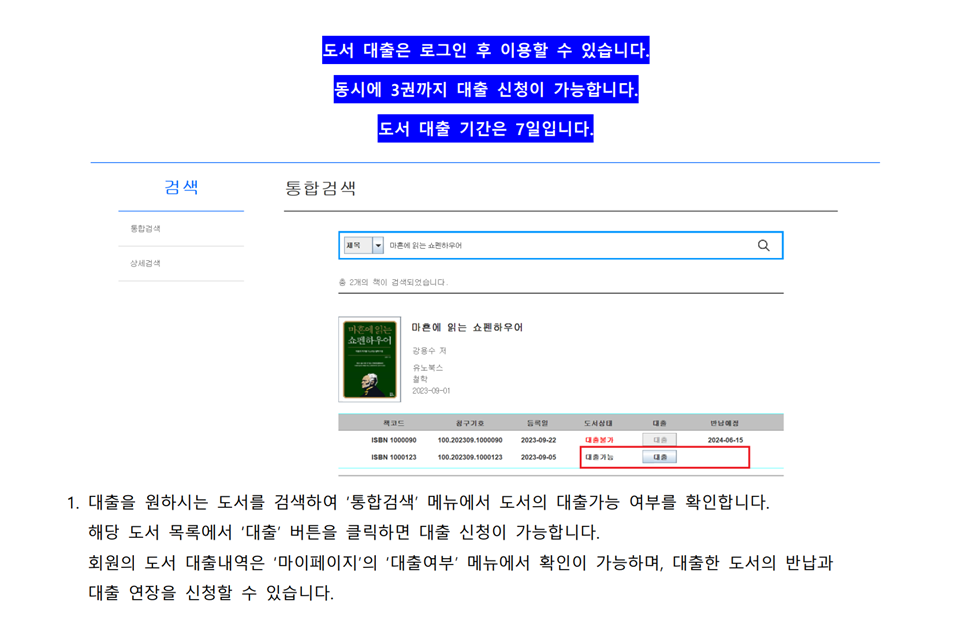 도서 대출은 로그인 후 이용할 수 있습니다.
동시에 3권까지 대출 신청이 가능합니다.
도서 대출 기간은 7일입니다.
검색
통합검색
상세검색
통합검색
제목 마흔에 읽는 쇼펜하우어
총 2개의 책이 검색되었습니다.
마흔에 읽는
쇼펜하우어
마흔에 읽는 쇼펜하우어
강용수 저
유노북스
철학
2023-09-01
책코드 청구기호 등록일 도서상태 대출 반납예정
ISBN 1000090 100.202309.1000090 2023-09-22 대출불가 대출 2024-06-15
ISBN 1000123 100.202309.1000123 2023-09-05 대출가능 대출
1. 대출을 원하시는 도서를 검색하여 ‘통합검색’ 메뉴에서 도서의 대출가능 여부를 확인합니다.
해당 도서 목록에서 ‘대출’ 버튼을 클릭하면 대출 신청이 가능합니다.
회원의 도서 대출내역은 ‘마이페이지’의 ‘대출여부’ 메뉴에서 확인이 가능하며, 대출한 도서의 반납과
대출 연장을 신청할 수 있습니다.